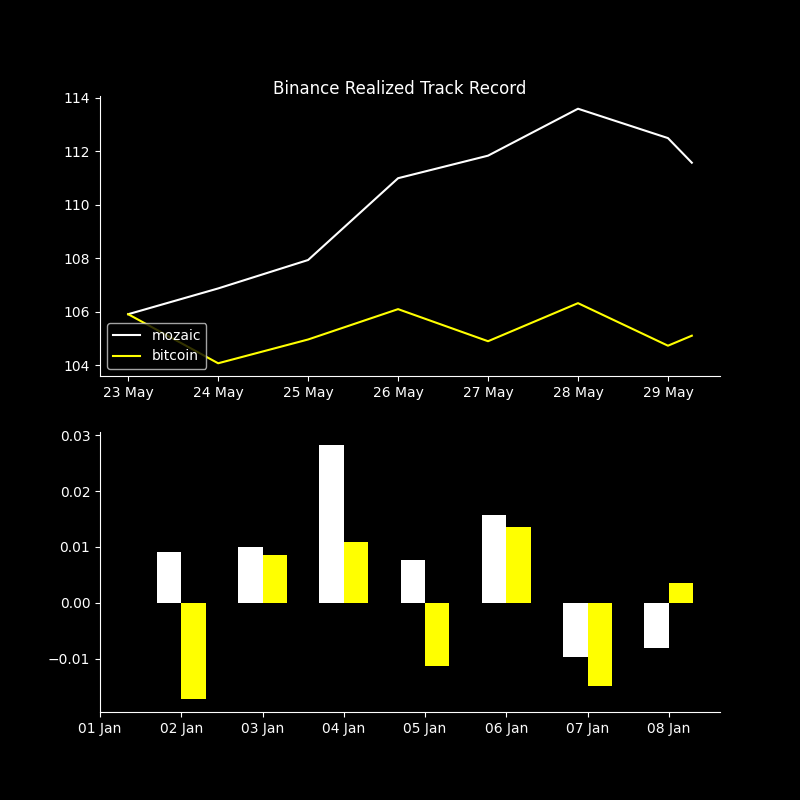 Binance Realized Track Record
114
112
110
108
106
104
mozaic
bitcoin
23 May 24 May 25 May 26 May 27 May 28 May 29 May
0.03
0.02
0.01
0.00
−0.01
01 Jan 02 Jan 03 Jan 04 Jan 05 Jan 06 Jan 07 Jan 08 Jan